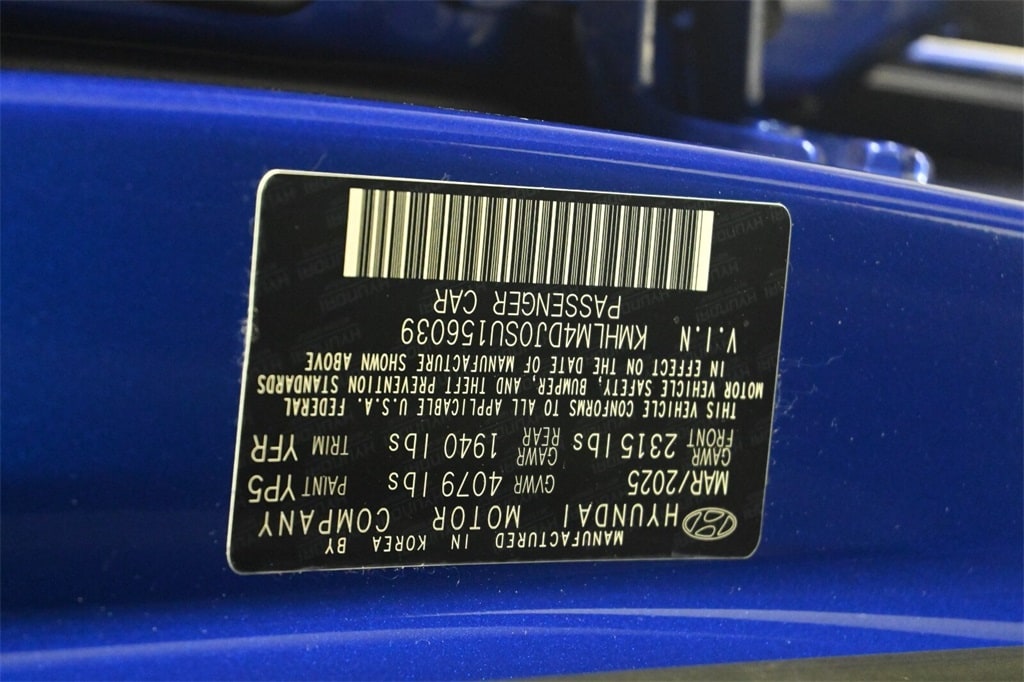 MANUFACTURED IN KOREA BY
HYUNDAI MOTOR COMPANY
MAR/2025 GVWR 4079 lbs PAINT YP5
GAWR FRONT 2315 lbs GAWR REAR 1940 lbs TRIM YFR
THIS VEHICLE CONFORMS TO ALL APPLICABLE U.S.A. FEDERAL
MOTOR VEHICLE SAFETY, BUMPER, AND THEFT PREVENTION STANDARDS
IN EFFECT ON THE DATE OF MANUFACTURE SHOWN ABOVE
V.I.N KMHLM4DJ0SU156039
PASSENGER CAR